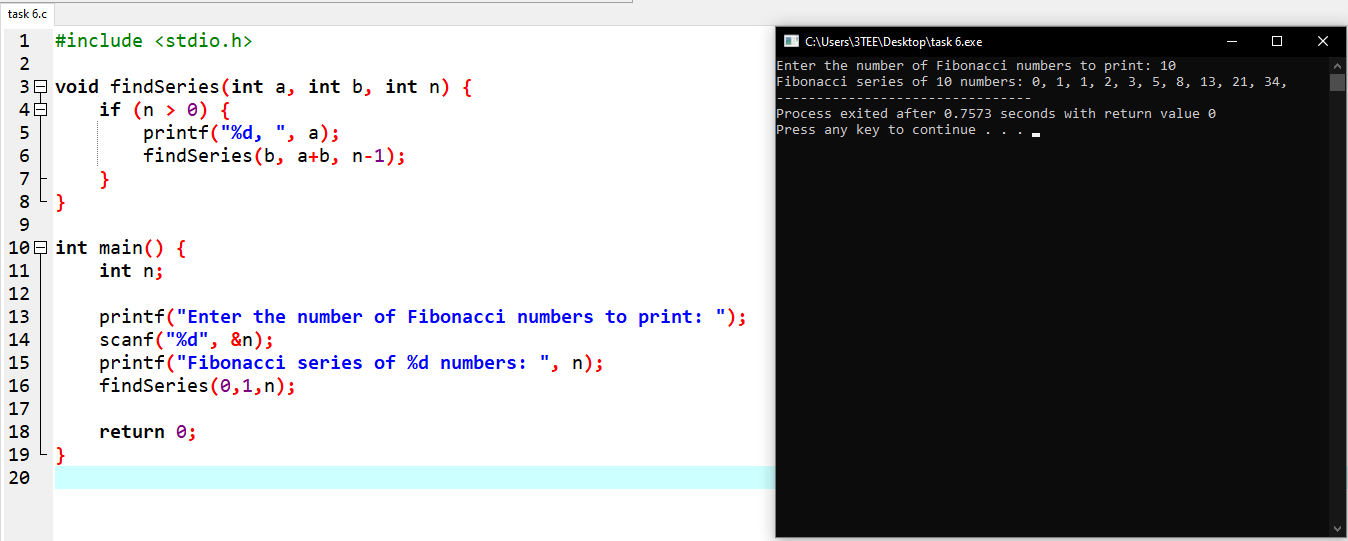 task 6.c
1 #include <stdio.h>
2
3 void findSeries(int a, int b, int n) {
4     if (n > 0) {
5         printf("%d, ", a);
6         findSeries(b, a+b, n-1);
7     }
8 }
9
10 int main() {
11     int n;
12
13     printf("Enter the number of Fibonacci numbers to print: ");
14     scanf("%d", &n);
15     printf("Fibonacci series of %d numbers: ", n);
16     findSeries(0,1,n);
17
18     return 0;
19 }
20
C:\Users\3TEE\Desktop\task 6.exe
Enter the number of Fibonacci numbers to print: 10
Fibonacci series of 10 numbers: 0, 1, 1, 2, 3, 5, 8, 13, 21, 34,
--------------------------------
Process exited after 0.7573 seconds with return value 0
Press any key to continue . . .